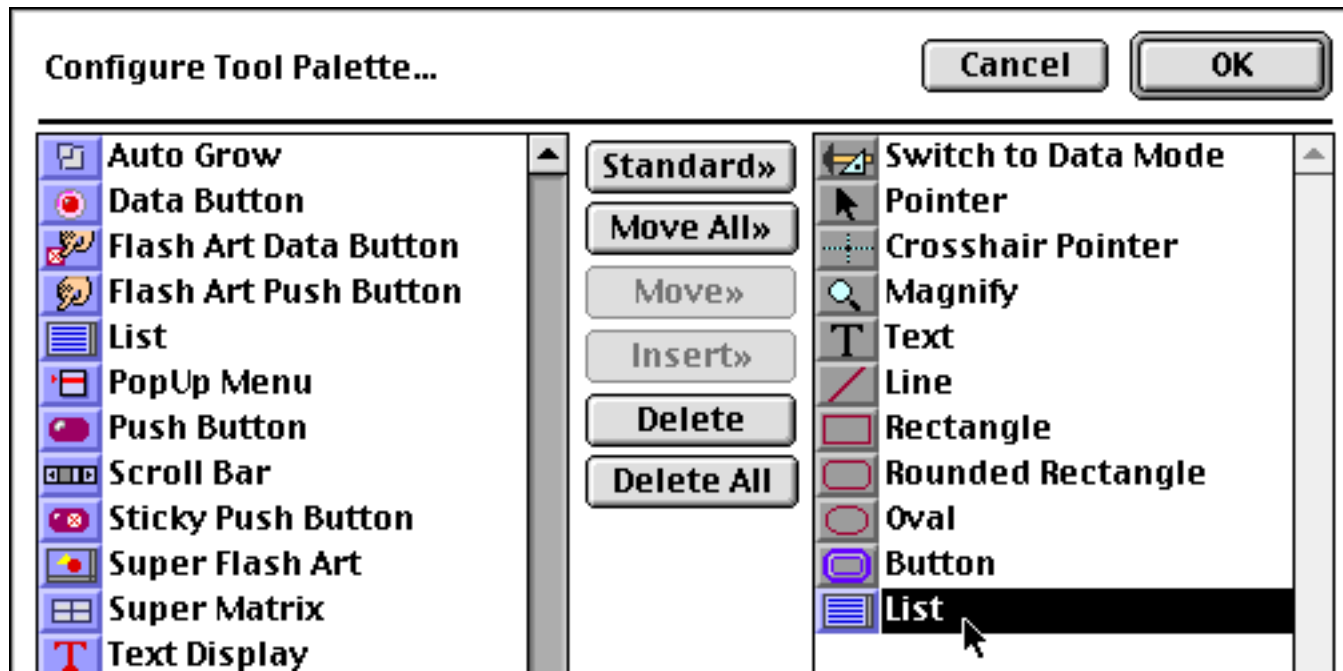 Configure Tool Palette...
Cancel
OK
Auto Grow
Data Button
Flash Art Data Button
Flash Art Push Button
List
PopUp Menu
Push Button
Scroll Bar
Sticky Push Button
Super Flash Art
Super Matrix
Text Display
Standard»
Move All»
Move»
Insert»
Delete
Delete All
Switch to Data Mode
Pointer
Crosshair Pointer
Magnify
Text
Line
Rectangle
Rounded Rectangle
Oval
Button
List